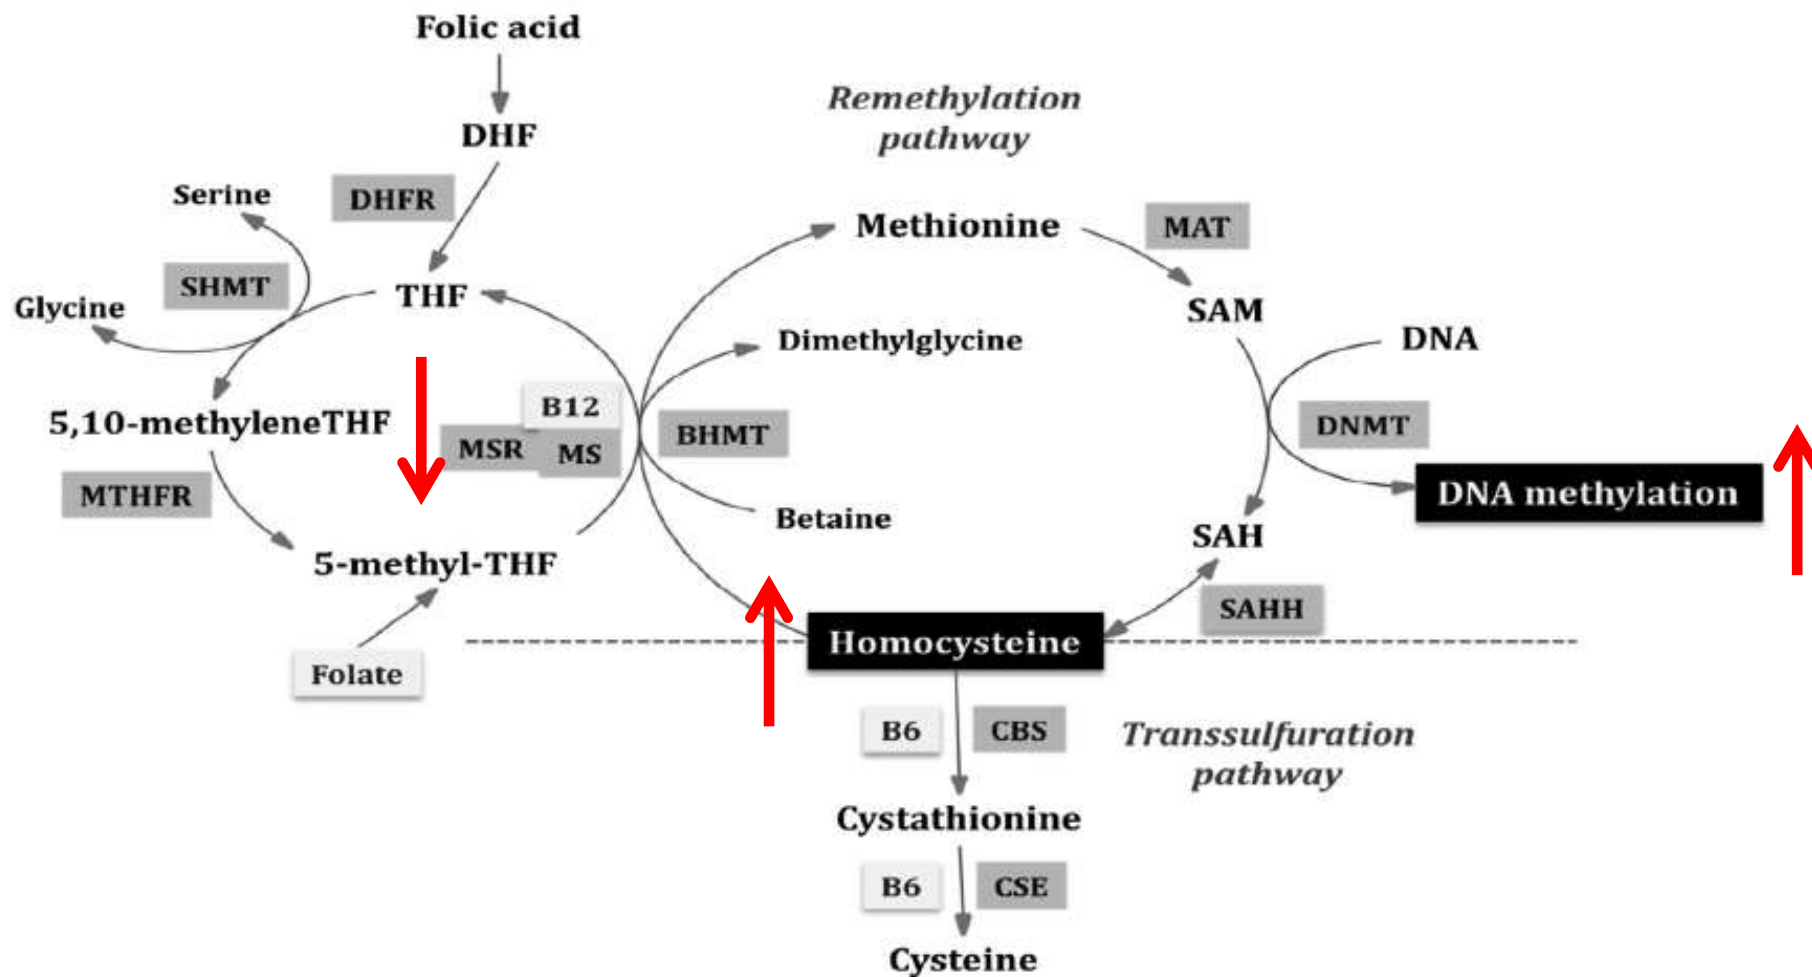 Folic acid
DHF
DHFR
Serine
SHMT
Glycine
THF
5,10-methyleneTHF
MTHFR
5-methyl-THF
Folate
B12
MSR
MS
BHMT
Remethylation
pathway
Methionine
MAT
SAM
Dimethylglycine
Betaine
DNA
DNMT
DNA methylation
SAH
SAHH
Homocysteine
B6
CBS
Transsulfuration
pathway
Cystathionine
B6
CSE
Cysteine